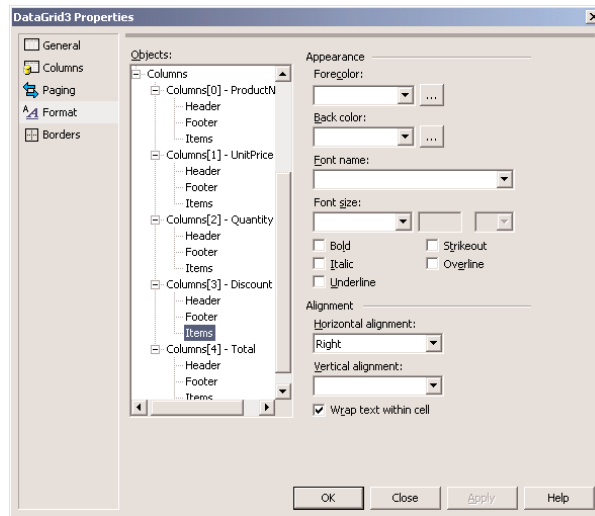 DataGrid3 Properties
General
Columns
Paging
Format
Borders
Objects:
Columns
Columns[0] - ProductN
Header
Footer
Items
Columns[1] - UnitPrice
Header
Footer
Items
Columns[2] - Quantity
Header
Footer
Items
Columns[3] - Discount
Header
Footer
Items
Columns[4] - Total
Header
Footer
Items
Appearance
Forecolor:
...
Back color:
...
Font name:
Font size:
Bold
Strikeout
Italic
Overline
Underline
Alignment
Horizontal alignment:
Right
Vertical alignment:
Wrap text within cell
OK
Close
Apply
Help